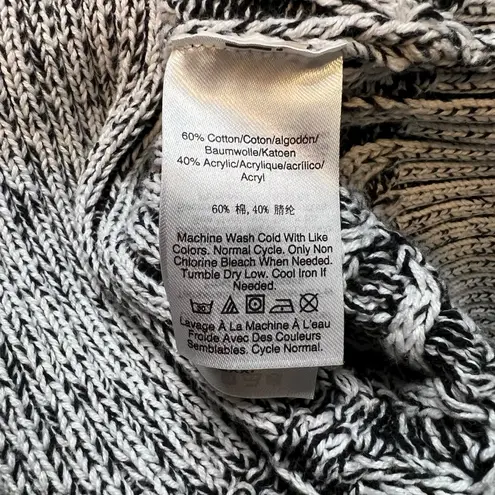 60% Cotton/Coton/algodón/
Baumwolle/Katoen
40% Acrylic/Acrylique/acrílico/
Acryl
60% 棉,40% 腈纶
Machine Wash Cold With Like
Colors. Normal Cycle. Only Non
Chlorine Bleach When Needed.
Tumble Dry Low. Cool Iron If
Needed.
Lavage À La Machine À L'eau
Froide Avec Des Couleurs
Semblables. Cycle Normal.